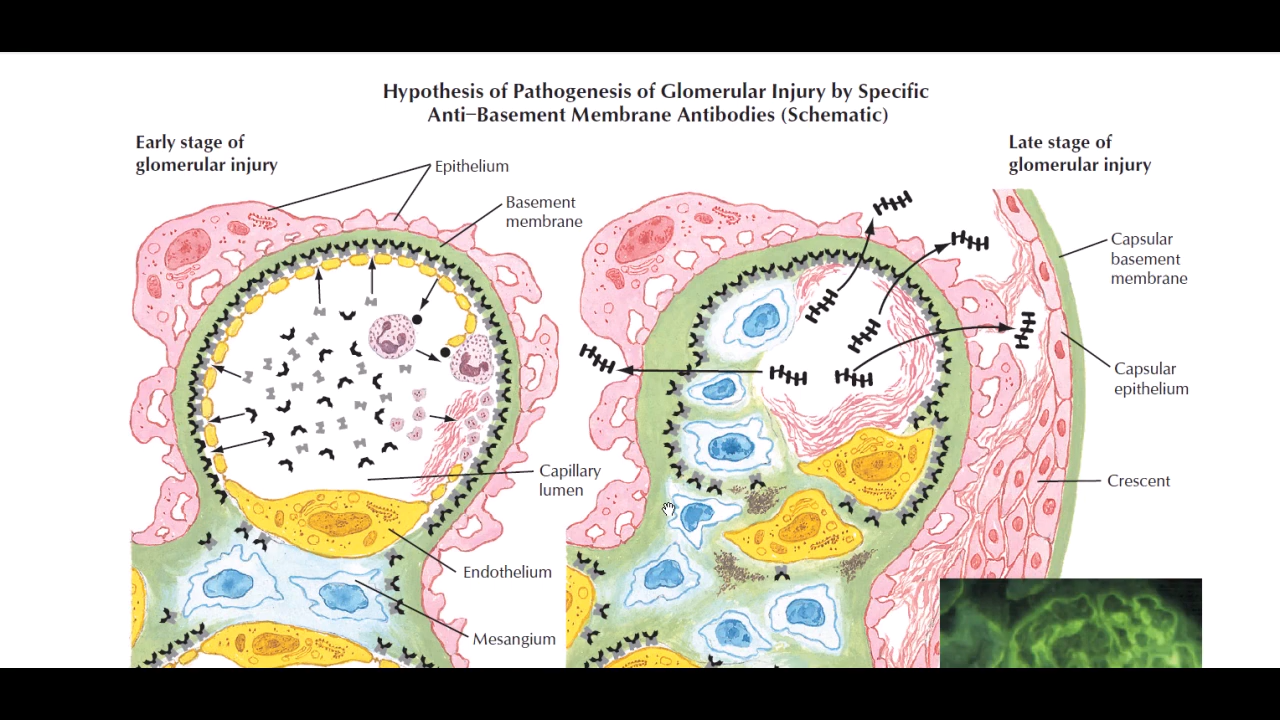 Hypothesis of Pathogenesis of Glomerular Injury by Specific
Anti–Basement Membrane Antibodies (Schematic)
Early stage of
glomerular injury
Late stage of
glomerular injury
Epithelium
Basement
membrane
Capsular
basement
membrane
Capsular
epithelium
Capillary
lumen
Crescent
Endothelium
Mesangium